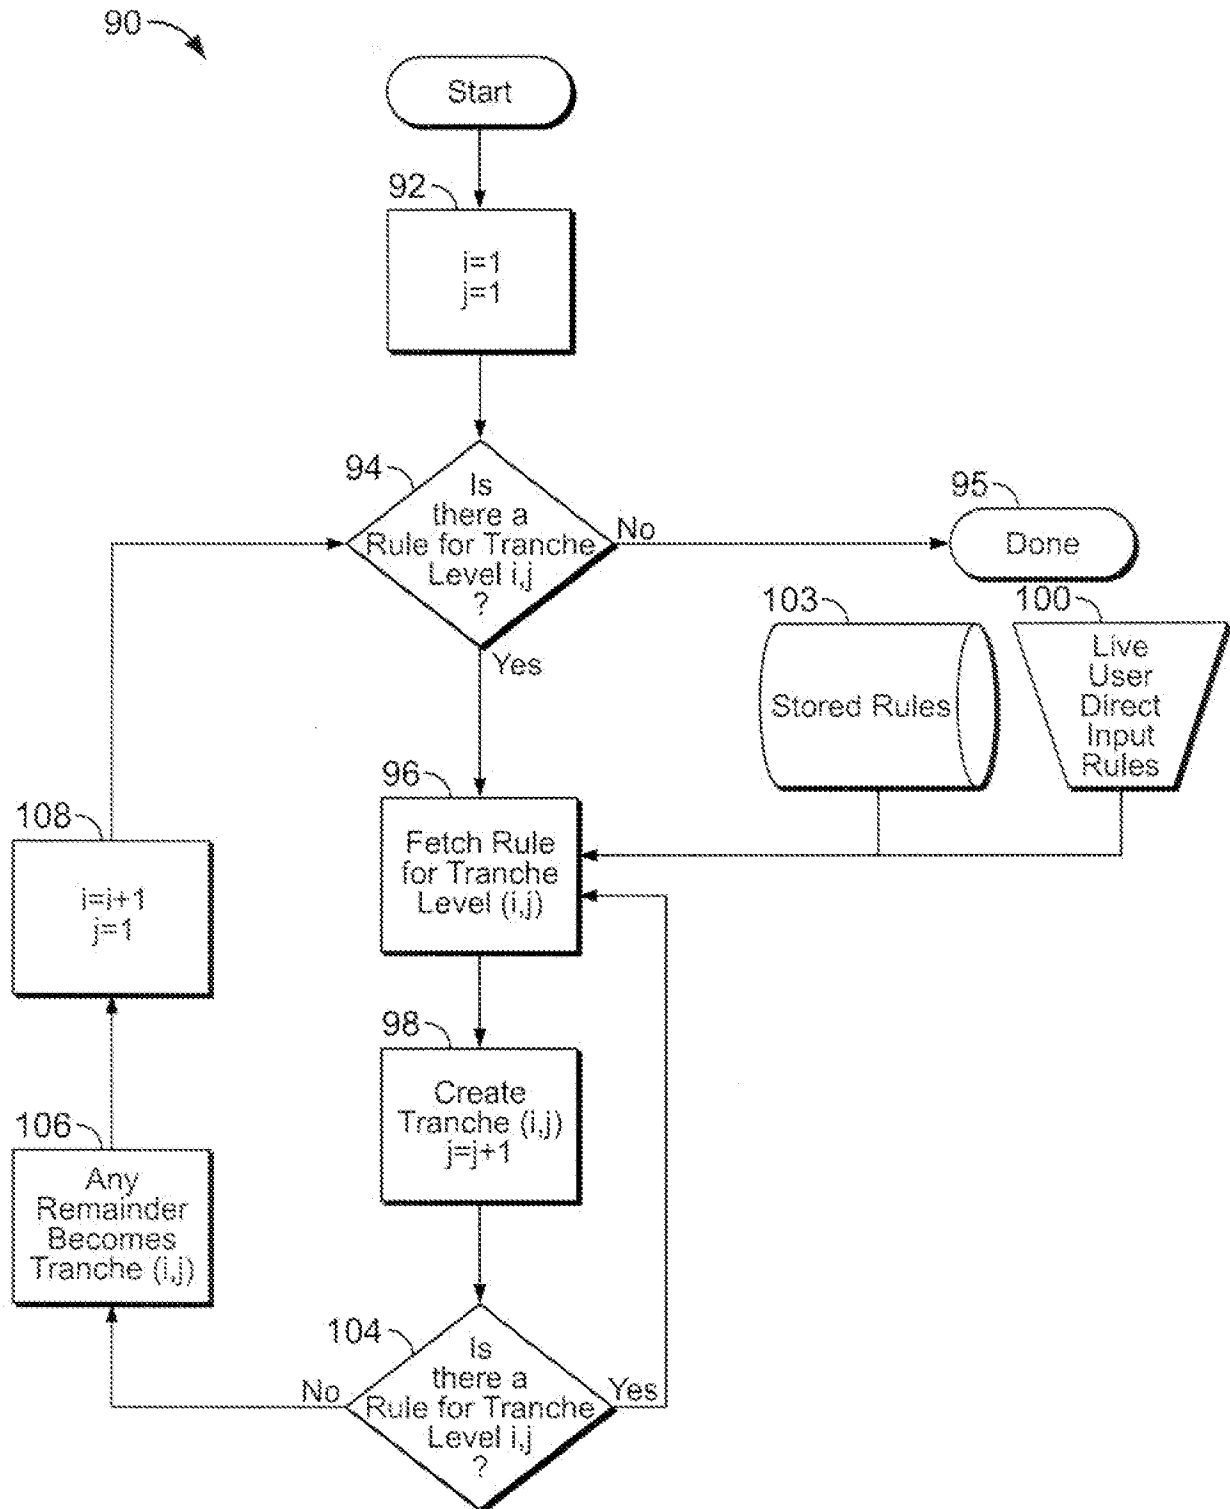 90
Start
92
i=1
j=1
94
Is
there a
Rule for Tranche
Level i,j
?
No
Yes
95
Done
103
Stored Rules
100
Live
User
Direct
Input
Rules
96
Fetch Rule
for Tranche
Level (i,j)
108
i=i+1
j=1
98
Create
Tranche (i,j)
j=j+1
106
Any
Remainder
Becomes
Tranche (i,j)
104
Is
there a
Rule for Tranche
Level i,j
?
No
Yes